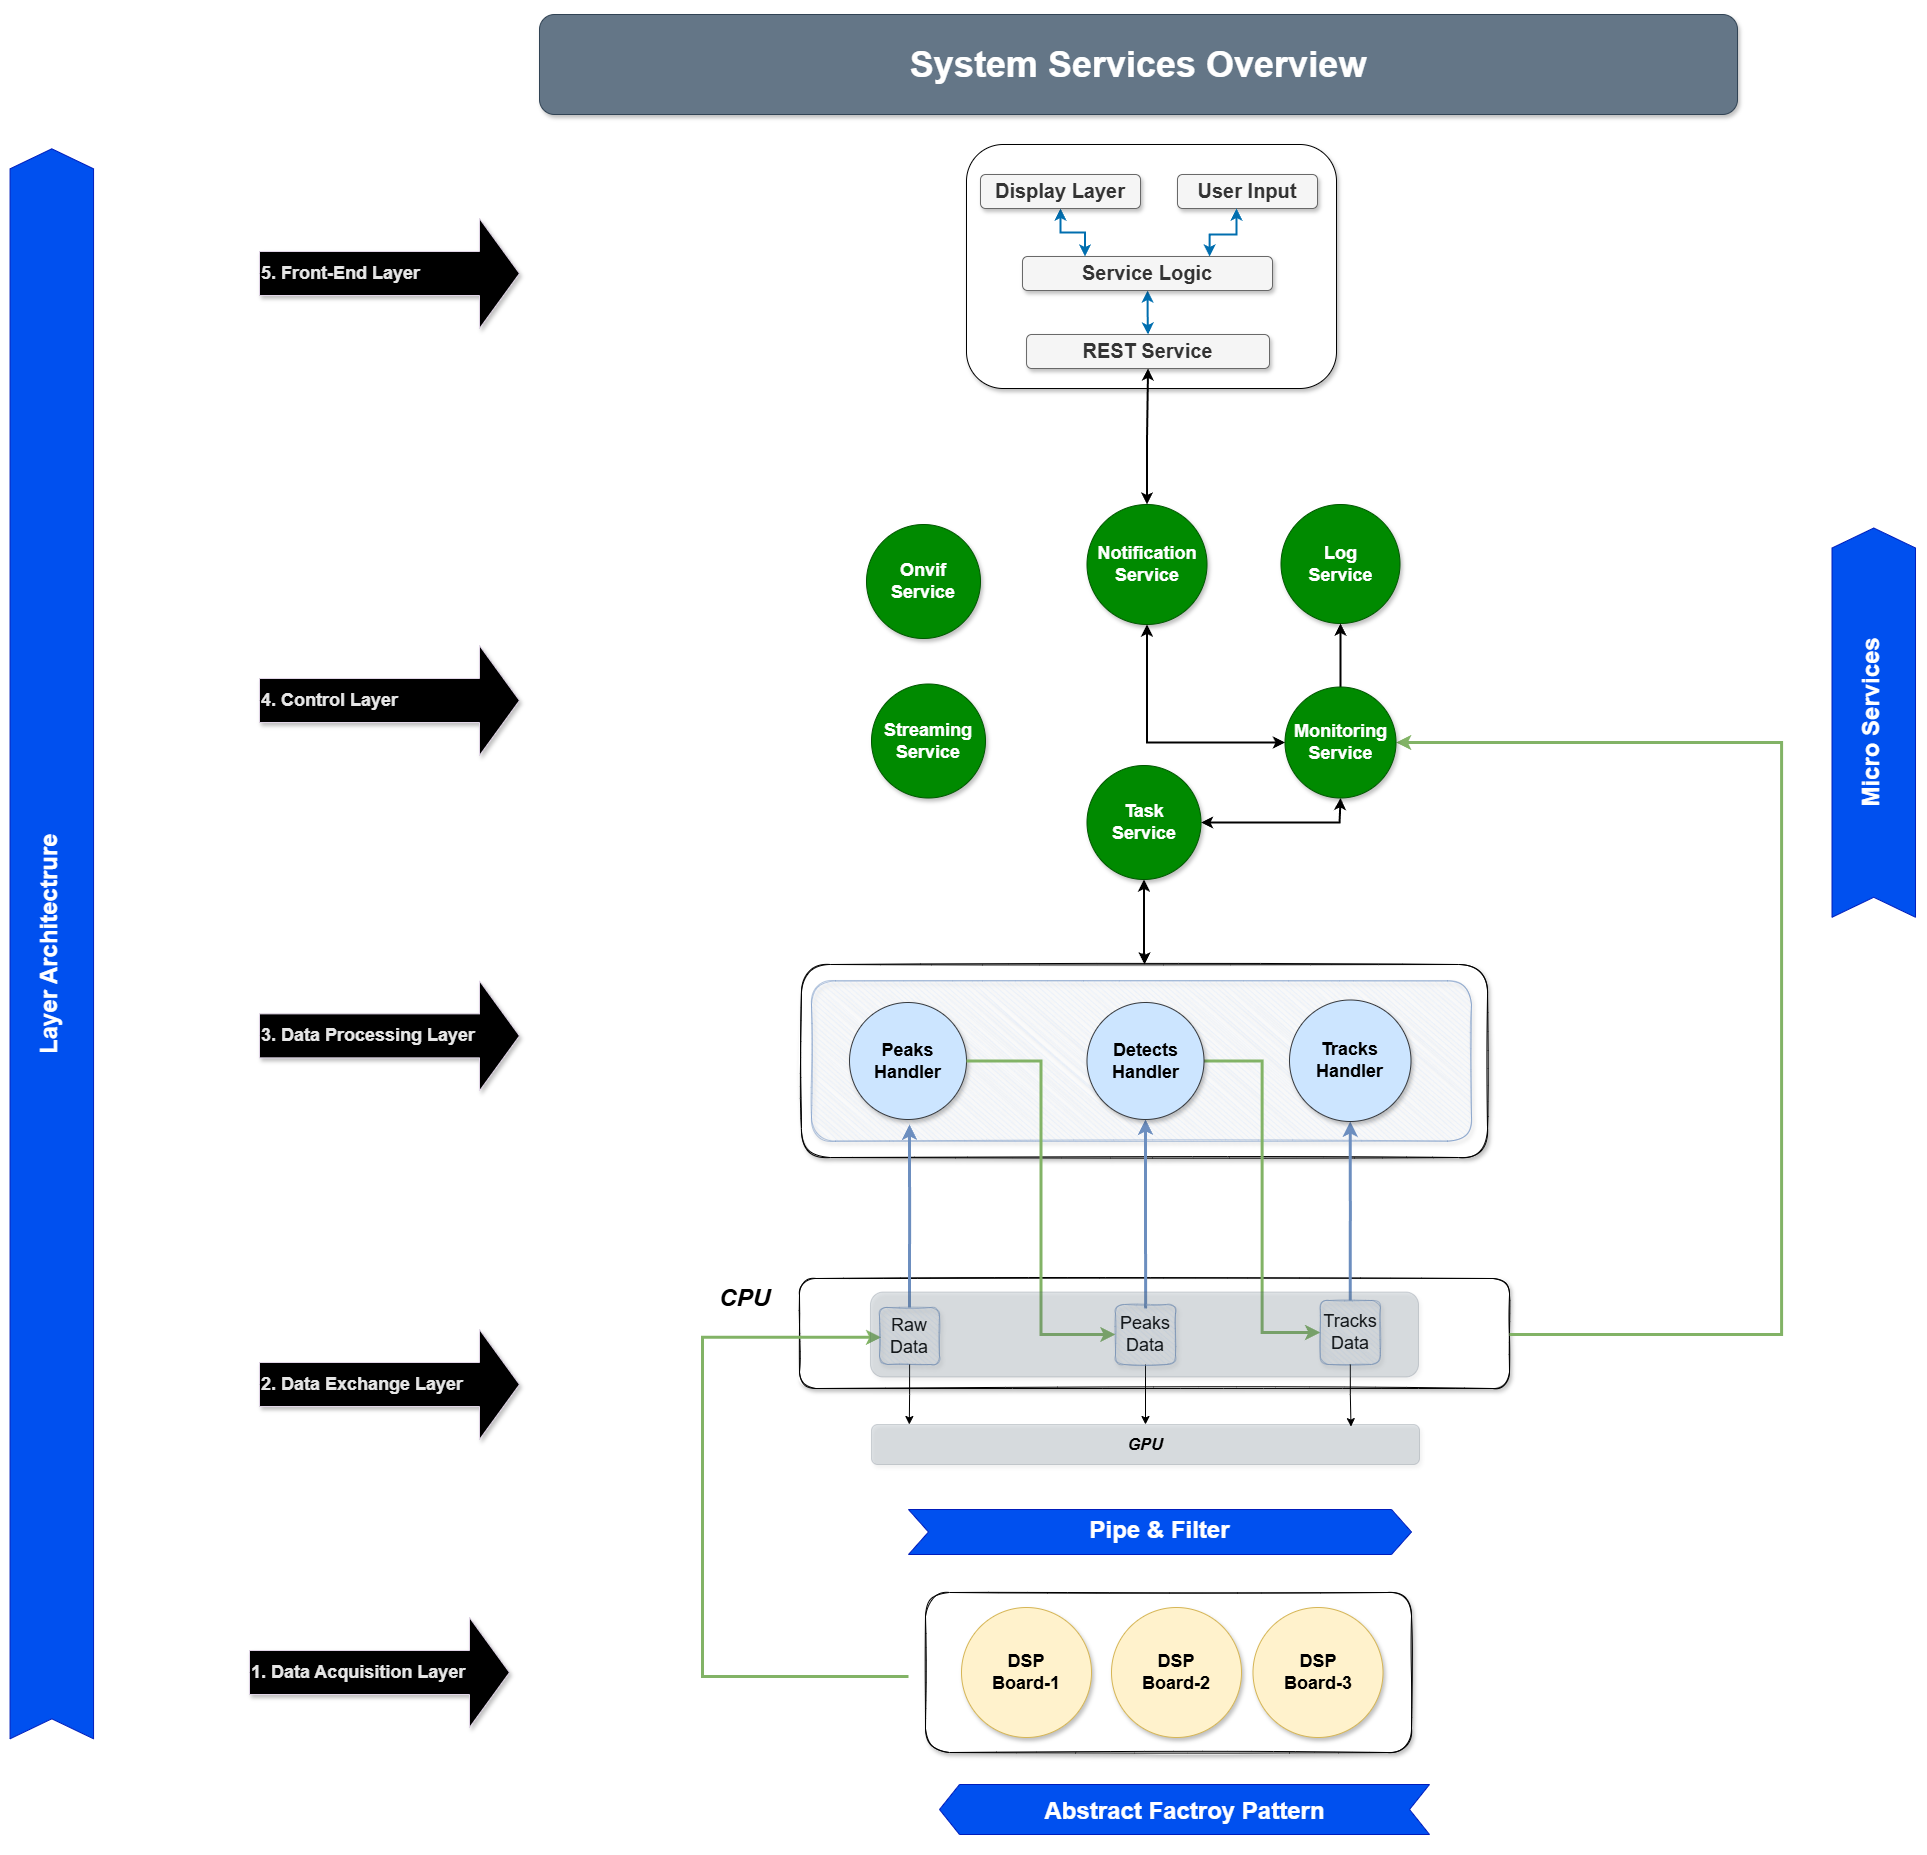 System Services Overview
Display Layer
User Input
5. Front-End Layer
Service Logic
REST Service
Notification
Service
Log
Service
Onvif
Service
4. Control Layer
Streaming
Service
Monitoring
Service
Micro Services
Task
Service
Layer Architectrure
3. Data Processing Layer
Peaks
Handler
Detects
Handler
Tracks
Handler
CPU
Raw
Data
Peaks
Data
Tracks
Data
2. Data Exchange Layer
GPU
Pipe & Filter
1. Data Acquisition Layer
DSP
Board-1
DSP
Board-2
DSP
Board-3
Abstract Factroy Pattern